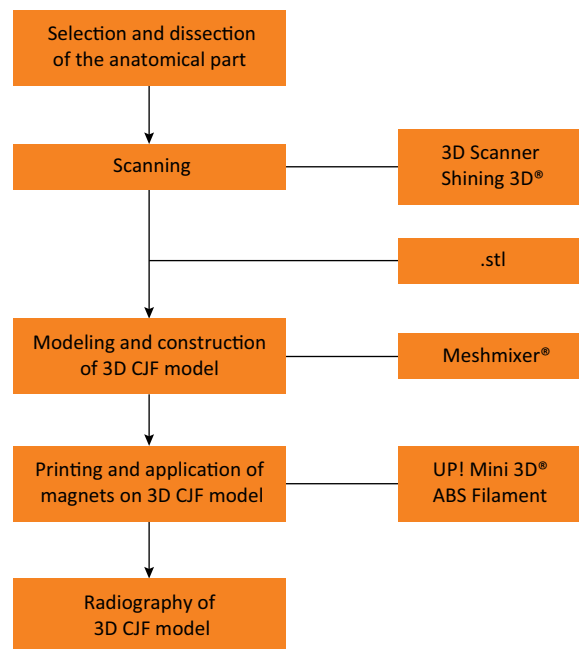 Selection and dissection
of the anatomical part
Scanning
3D Scanner
Shining 3D®
.stl
Modeling and construction
of 3D CJF model
Meshmixer®
Printing and application of
magnets on 3D CJF model
UP! Mini 3D®
ABS Filament
Radiography of
3D CJF model